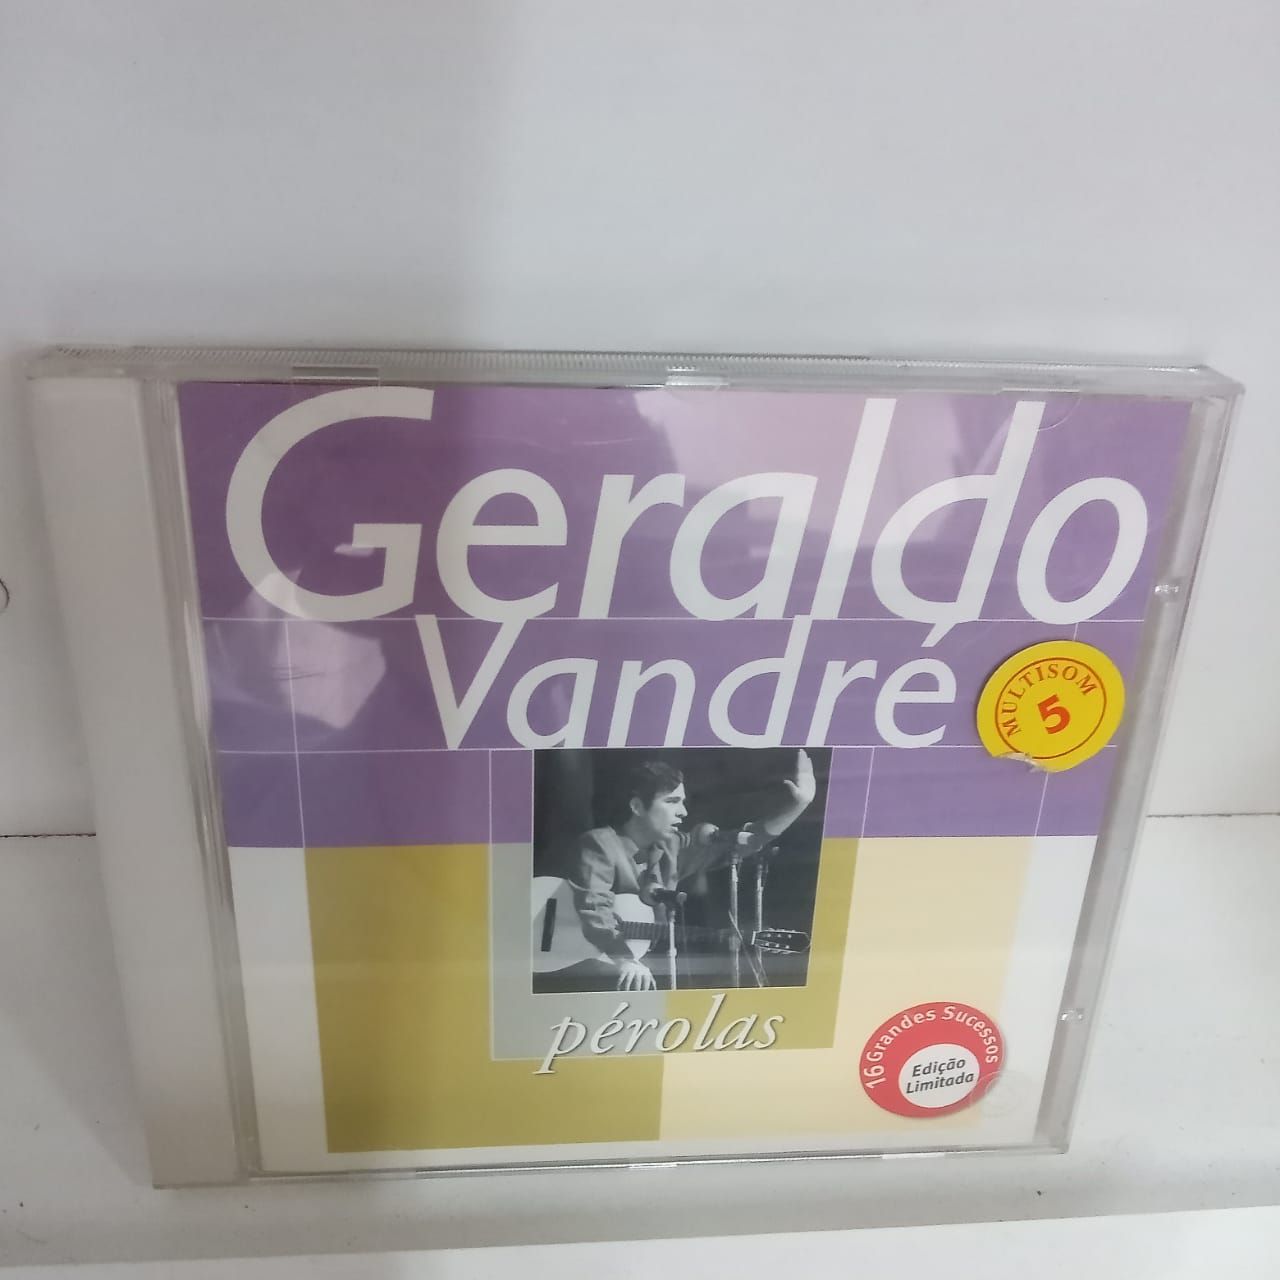 Geraldo
Vandré
MULTISOM
5
pérolas
16 Grandes Sucessos
Edição
Limitada